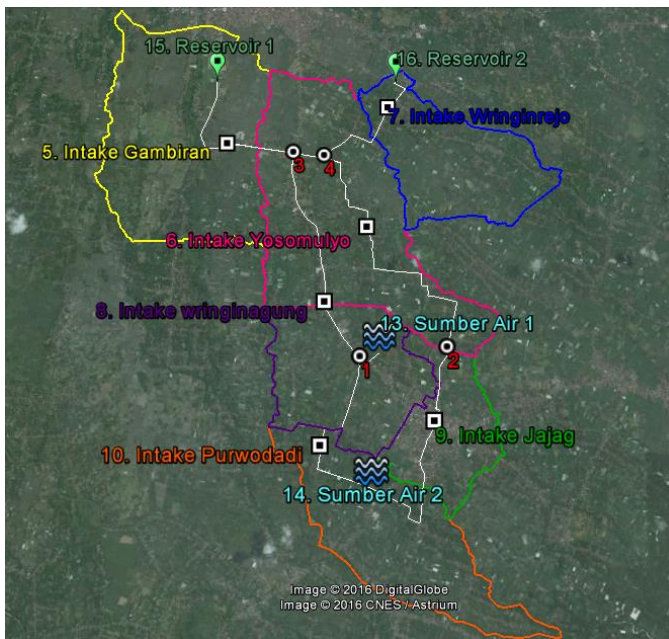 15. Reservoir 1
16. Reservoir 2
7. Intake Wringinrejo
5. Intake Gambiran
3
4
6. Intake Yosomulyo
8. Intake wringinagung
13. Sumber Air 1
1
2
9. Intake Jajag
10. Intake Purwodadi
14. Sumber Air 2
Image © 2016 DigitalGlobe
Image © 2016 CNES / Astrium